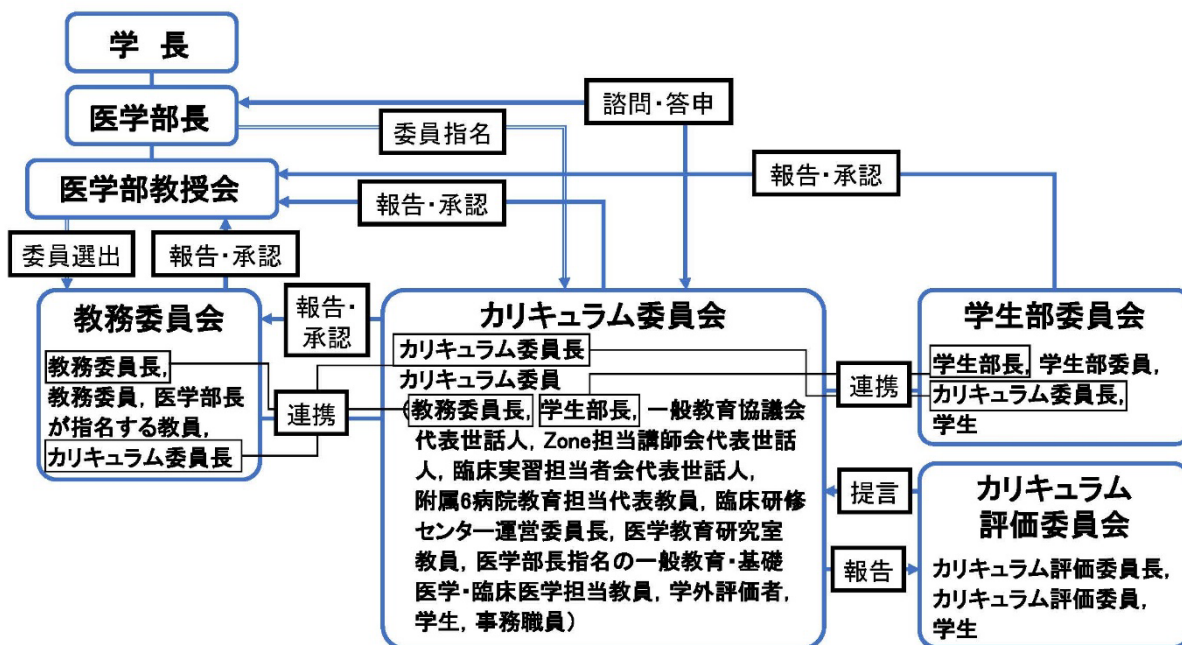 学 長
医学部長
諮問・答申
委員指名
医学部教授会
報告・承認
報告・承認
委員選出
報告・承認
教務委員会
教務委員長,
教務委員, 医学部長
が指名する教員,
カリキュラム委員長
報告・
承認
連携
カリキュラム委員会
カリキュラム委員長
カリキュラム委員
(教務委員長, 学生部長, 一般教育協議会
代表世話人, Zone担当講師会代表世話
人, 臨床実習担当者会代表世話人,
附属6病院教育担当代表教員, 臨床研修
センター運営委員長, 医学教育研究室
教員, 医学部長指名の一般教育・基礎
医学・臨床医学担当教員, 学外評価者,
学生, 事務職員)
連携
学生部委員会
学生部長, 学生部委員,
カリキュラム委員長,
学生
提言
報告
カリキュラム
評価委員会
カリキュラム評価委員長,
カリキュラム評価委員,
学生